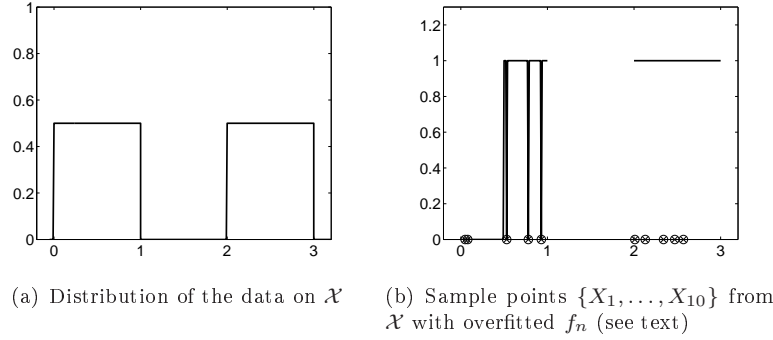 1
0.8
0.6
0.4
0.2
0
0 1 2 3
1.2
1
0.8
0.6
0.4
0.2
0
0 1 2 3
(a) Distribution of the data on 𝒳
(b) Sample points {X₁, . . . , X₁₀} from
𝒳 with overfitted fₙ (see text)